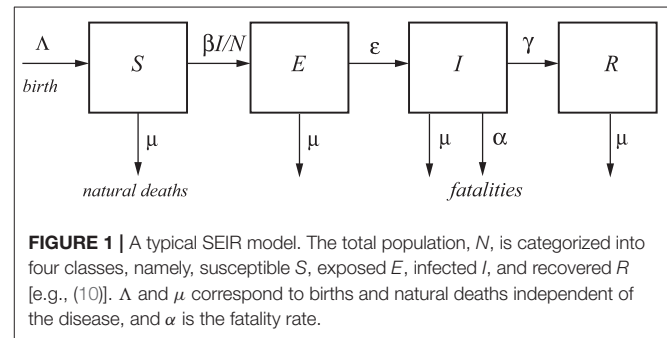 Λ
birth
S
βI/N
E
ε
I
γ
R
μ
μ
μ
α
μ
natural deaths
fatalities
FIGURE 1 | A typical SEIR model. The total population, N, is categorized into
four classes, namely, susceptible S, exposed E, infected I, and recovered R
[e.g., (10)]. Λ and μ correspond to births and natural deaths independent of
the disease, and α is the fatality rate.